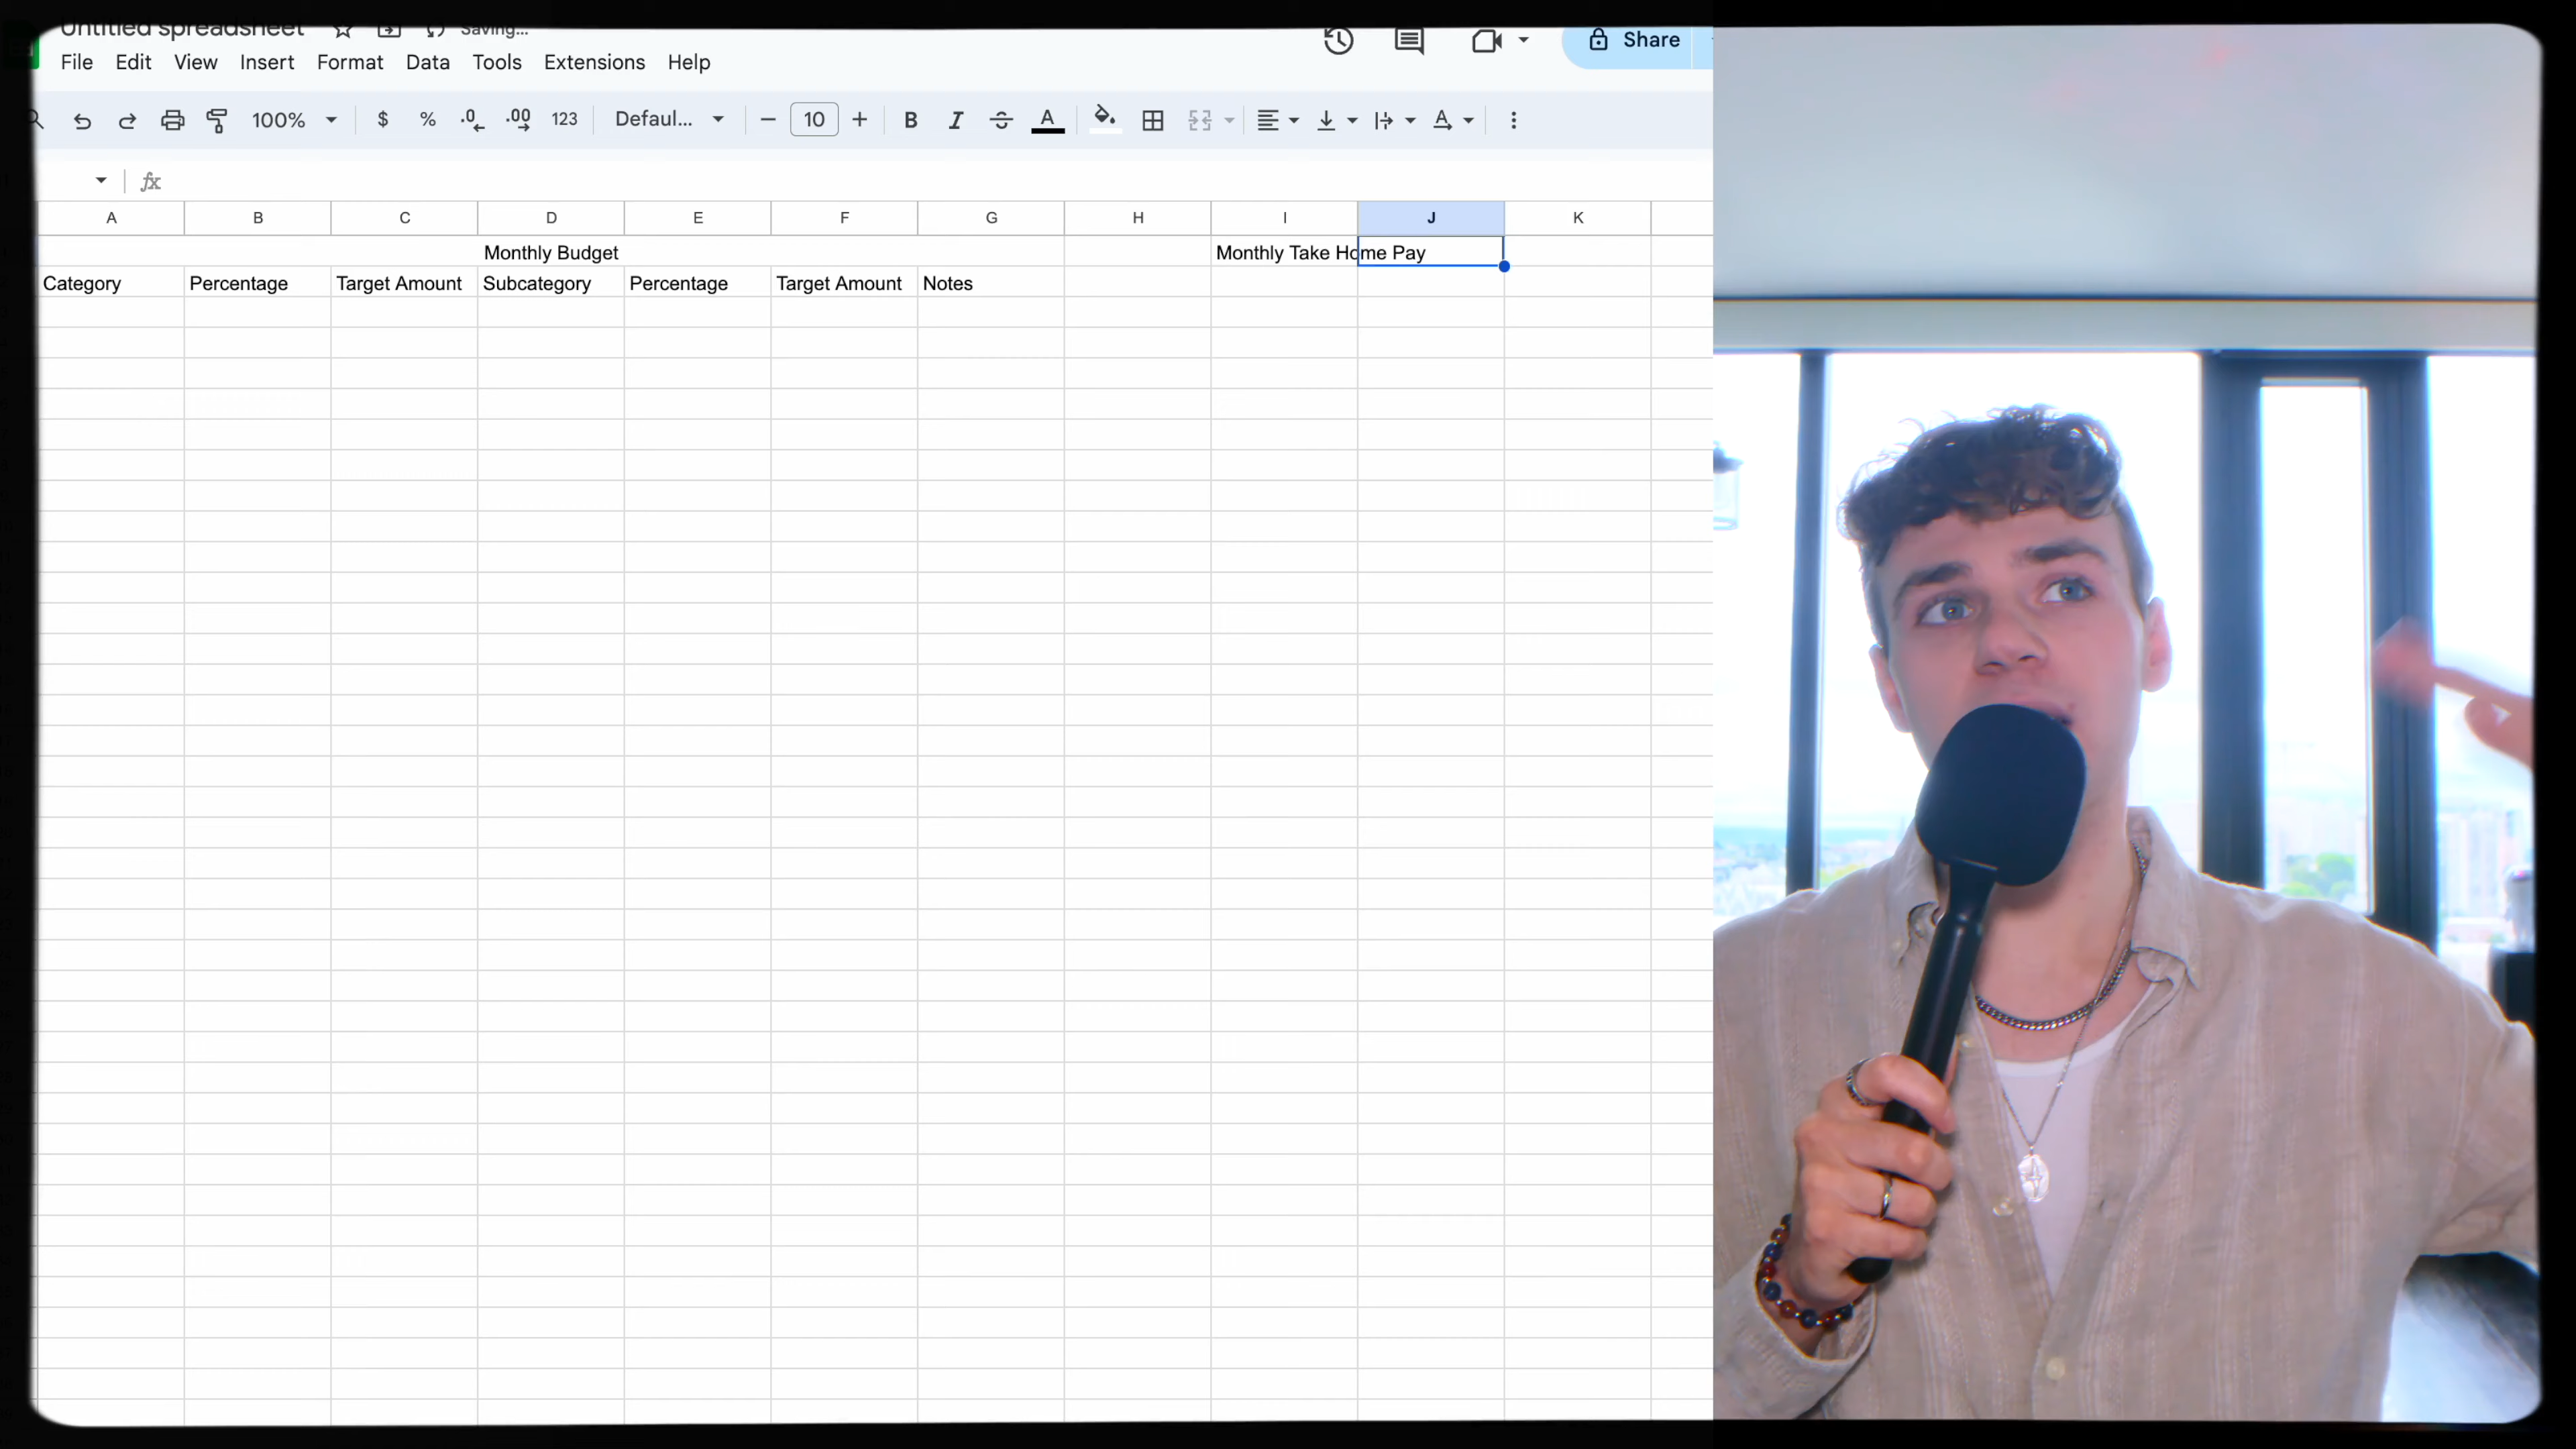 Untitled spreadsheet Saving...
File Edit View Insert Format Data Tools Extensions Help
Share
100% $ % .0 .00 123 Defaul... 10 B I A
fx
A B C D E F G H I J K
Monthly Budget Monthly Take Home Pay
Category Percentage Target Amount Subcategory Percentage Target Amount Notes